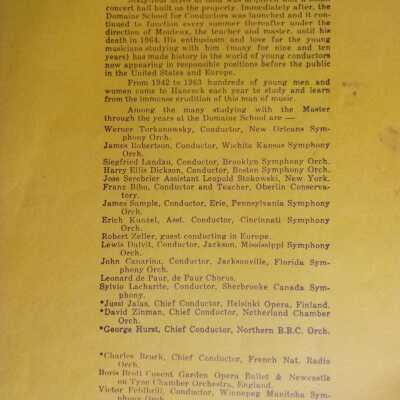 concert hall built on the property. Immediately after, the
Domaine School for Conductors was launched and it con-
tinued to function every summer thereafter under the
direction of Monteux, the teacher and master, until his
death in 1964. His enthusiasm and love for the young
musicians studying with him (many for nine and ten
years) has made history in the world of young conductors
now appearing in responsible positions before the public
in the United States and Europe.
From 1942 to 1963 hundreds of young men and
women come to Hancock each year to study and learn
from the immense erudition of this man of music.
Among the many studying with the Master
through the years at the Domaine School are —
Werner Torkanowsky, Conductor, New Orleans Sym-
phony Orch.
James Robertson, Conductor, Wichita Kansas Symphony
Orch.
Siegfried Landau, Conductor, Brooklyn Symphony Orch.
Harry Ellis Dickson, Conductor, Boston Symphony Orch.
Jose Serebrier Assistant Leopold Stokowski, New York.
Franz Bibo, Conductor and Teacher, Oberlin Conserva-
tory.
James Sample, Conductor, Erie, Pennsylvania Symphony
Orch.
Erich Kunzel, Asst. Conductor, Cincinnati Symphony
Orch.
Robert Zeller, guest conducting in Europe.
Lewis Dalvit, Conductor, Jackson, Mississippi Symphony
Orch.
John Canarina, Conductor, Jacksonville, Florida Sym-
phony Orch.
Leonard de Paur, de Paur Chorus.
Sylvio Lacharite, Conductor, Sherbrooke Canada Sym-
phony.
*Jussi Jalas, Chief Conductor, Helsinki Opera, Finland.
*David Zinman, Chief Conductor, Netherland Chamber
Orch.
*George Hurst, Chief Conductor, Northern B.B.C. Orch.
*Charles Bruck, Chief Conductor, French Nat. Radio
Orch.
Boris Brott Covent Garden Opera Ballet & Newcastle
on Tyne Chamber Orchestra, England.
Victor Feldbrill, Conductor, Winnepeg Manitoba Sym-